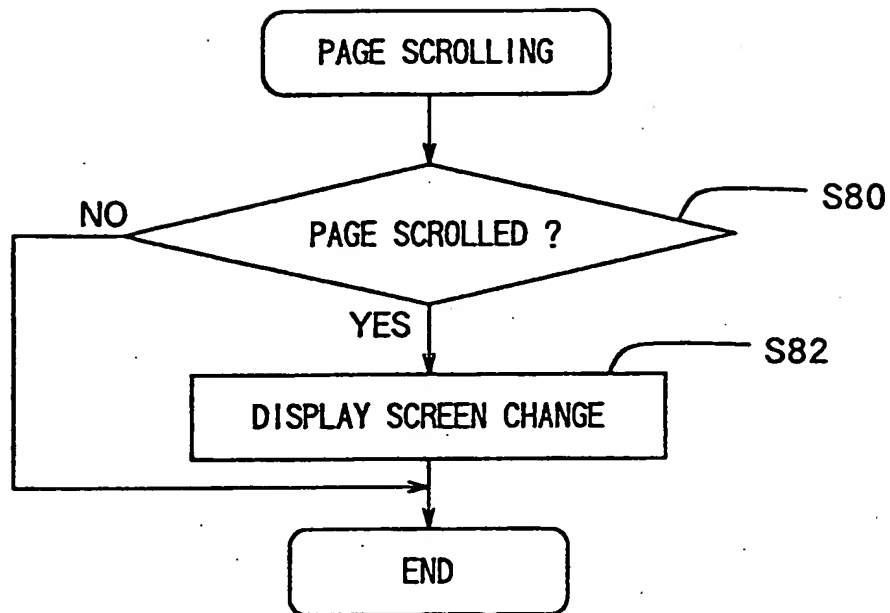 PAGE SCROLLING
S80
NO
PAGE SCROLLED ?
YES
S82
DISPLAY SCREEN CHANGE
END